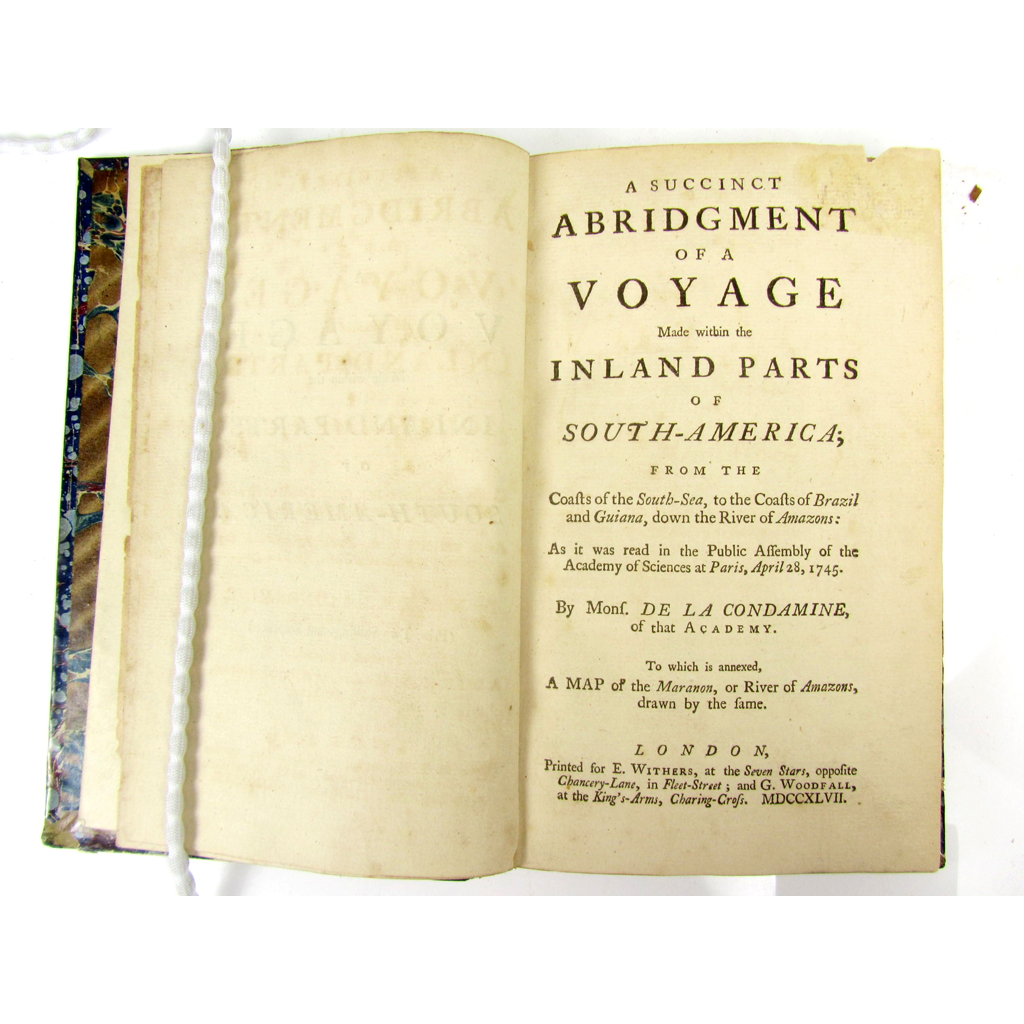 A SUCCINCT
ABRIDGMENT
OF A
VOYAGE
Made within the
INLAND PARTS
OF
SOUTH-AMERICA;
FROM THE
Coaſts of the South-Sea, to the Coaſts of Brazil
and Guiana, down the River of Amazons:
As it was read in the Public Aſſembly of the
Academy of Sciences at Paris, April 28, 1745.
By Monſ. DE LA CONDAMINE,
of that ACADEMY.
To which is annexed,
A MAP of the Maranon, or River of Amazons,
drawn by the ſame.
LONDON,
Printed for E. WITHERS, at the Seven Stars, oppoſite
Chancery-Lane, in Fleet-Street; and G. WOODFALL,
at the King's-Arms, Charing-Croſs. MDCCXLVII.